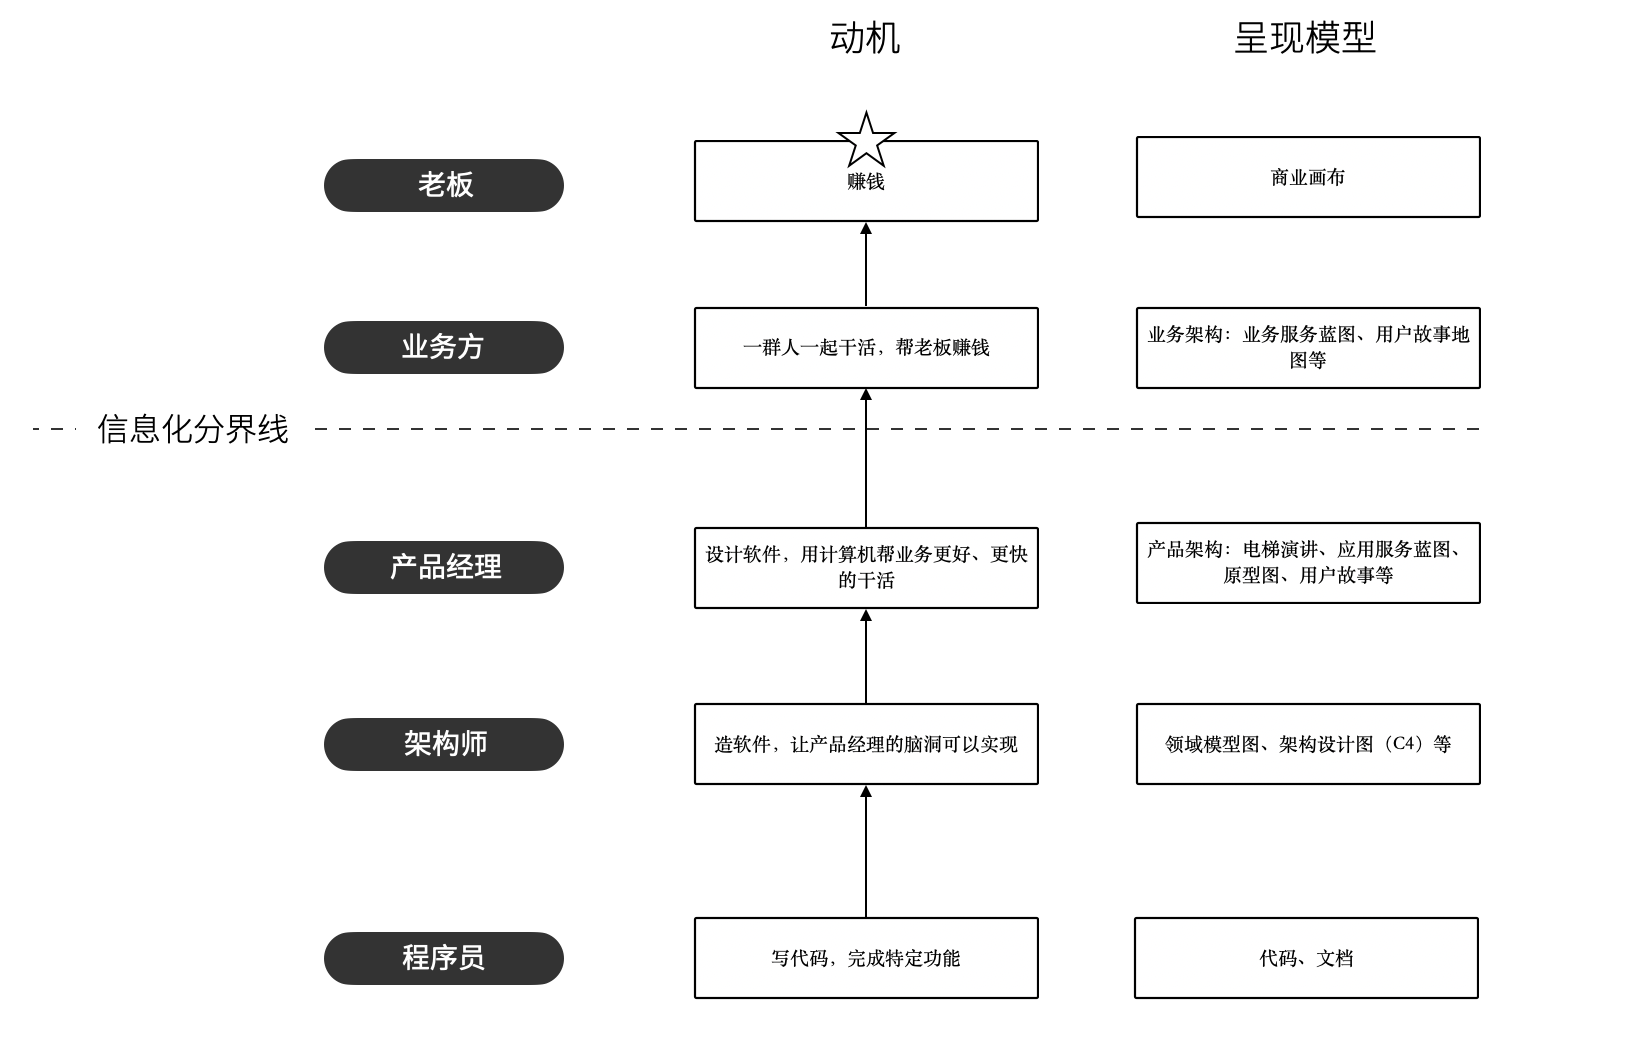 动机
呈现模型
老板
赚钱
商业画布
业务方
一群人一起干活，帮老板赚钱
业务架构：业务服务蓝图、用户故事地
图等
信息化分界线
产品经理
设计软件，用计算机帮业务更好、更快
的干活
产品架构：电梯演讲、应用服务蓝图、
原型图、用户故事等
架构师
造软件，让产品经理的脑洞可以实现
领域模型图、架构设计图（C4）等
程序员
写代码，完成特定功能
代码、文档